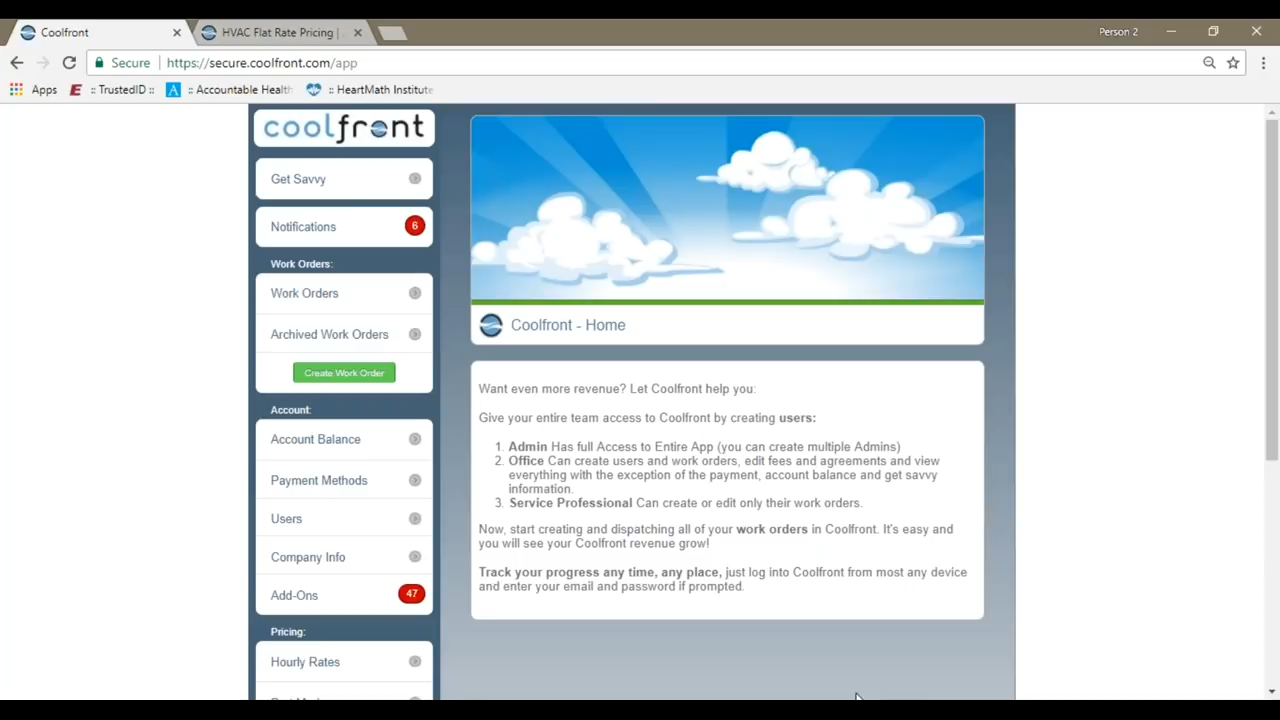 Coolfront
HVAC Flat Rate Pricing |
Person 2
Secure
https://secure.coolfront.com/app
Apps
:: TrustedID ::
:: Accountable Health
:: HeartMath Institute
coolfront
Get Savvy
Notifications
6
Work Orders:
Work Orders
Archived Work Orders
Create Work Order
Account:
Account Balance
Payment Methods
Users
Company Info
Add-Ons
47
Pricing:
Hourly Rates
Coolfront - Home
Want even more revenue? Let Coolfront help you:
Give your entire team access to Coolfront by creating users:
1. Admin Has full Access to Entire App (you can create multiple Admins)
2. Office Can create users and work orders, edit fees and agreements and view
everything with the exception of the payment, account balance and get savvy
information.
3. Service Professional Can create or edit only their work orders.
Now, start creating and dispatching all of your work orders in Coolfront. It's easy and
you will see your Coolfront revenue grow!
Track your progress any time, any place, just log into Coolfront from most any device
and enter your email and password if prompted.